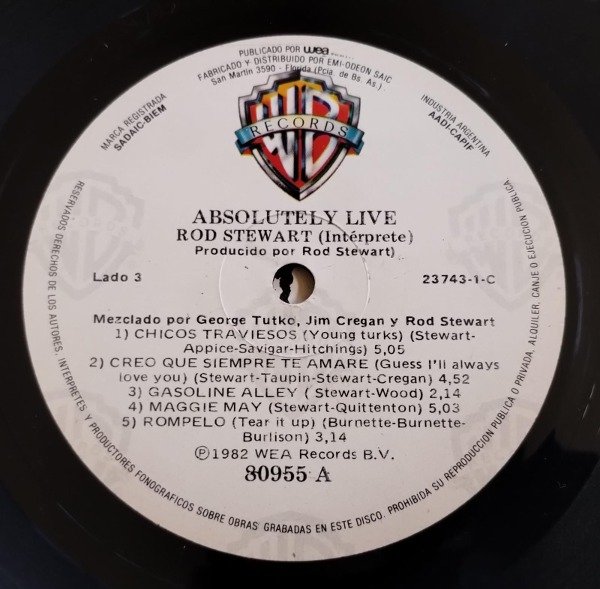 PUBLICADO POR wea
FABRICADO Y DISTRIBUIDO POR EMI-ODEON SAIC
San Martin 3590 - Florida (Pcia de Bs. As.)
MARCA REGISTRADA
SADAIC-BIEM
INDUSTRIA ARGENTINA
AADI-CAPIF
WB
RECORDS
ABSOLUTELY LIVE
ROD STEWART (Intérprete)
Producido por Rod Stewart)
Lado 3
23743-1-C
Mezclado por George Tutko, Jim Cregan y Rod Stewart
1) CHICOS TRAVIESOS (Young turks) (Stewart-
Appice-Savigar-Hitchings) 5,05
2) CREO QUE SIEMPRE TE AMARE (Guess I'll always
love you) (Stewart-Taupin-Stewart-Cregan) 4,52
3) GASOLINE ALLEY ( Stewart-Wood) 2,14
4) MAGGIE MAY (Stewart-Quittenton) 5,03
5) ROMPELO (Tear it up) (Burnette-Burnette-
Burlison) 3,14
Ⓟ1982 WEA Records B.V.
80955 A
RESERVADOS DERECHOS DE LOS AUTORES, INTERPRETES Y PRODUCTORES FONOGRAFICOS SOBRE OBRAS GRABADAS EN ESTE DISCO. PROHIBIDA SU REPRODUCCION PUBLICA O PRIVADA, ALQUILER, CANJE O EJECUCION PUBLICA